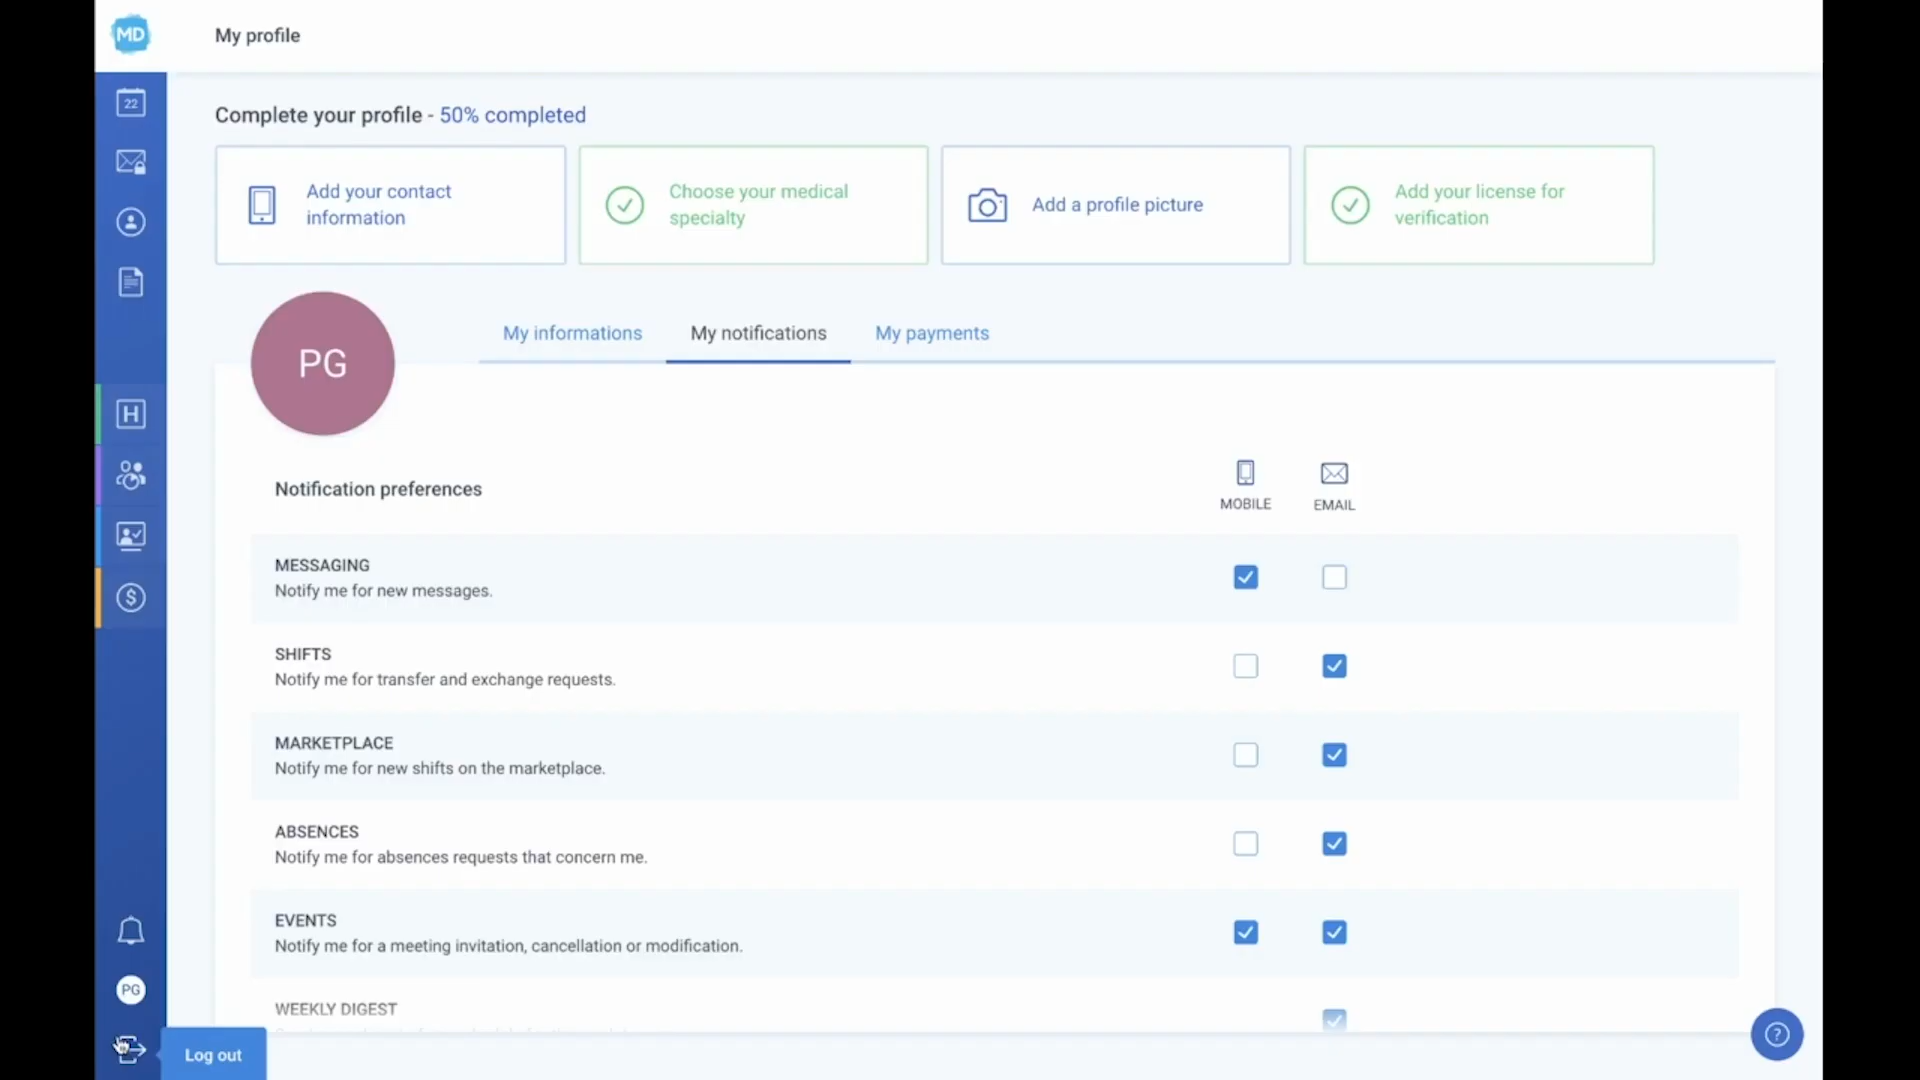 MD
My profile
22
Complete your profile - 50% completed
Add your contact
information
Choose your medical
specialty
Add a profile picture
Add your license for
verification
PG
My informations
My notifications
My payments
H
Notification preferences
MOBILE
EMAIL
MESSAGING
Notify me for new messages.
SHIFTS
Notify me for transfer and exchange requests.
MARKETPLACE
Notify me for new shifts on the marketplace.
ABSENCES
Notify me for absences requests that concern me.
EVENTS
Notify me for a meeting invitation, cancellation or modification.
WEEKLY DIGEST
$
PG
Log out
?